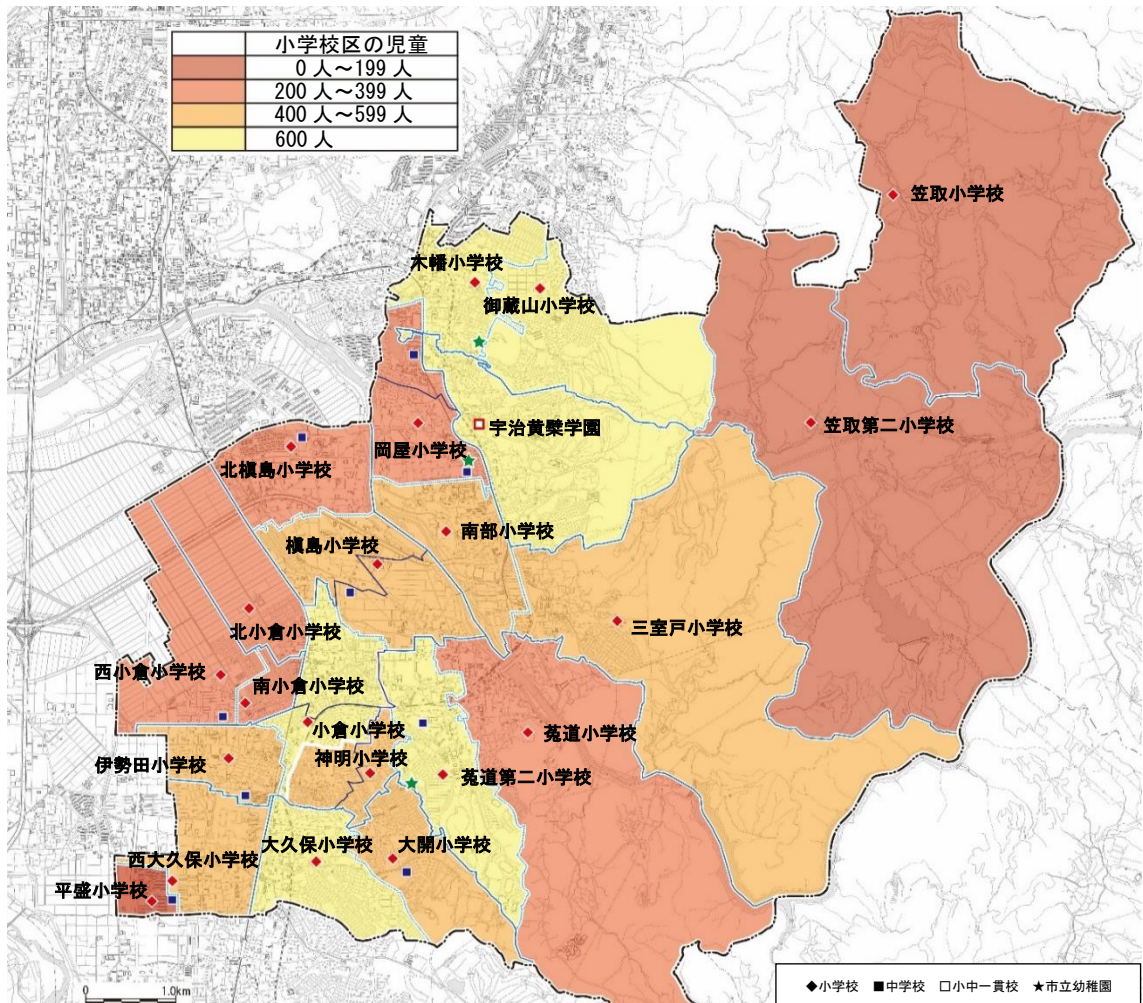 小学校区の児童
0 人～199 人
200 人～399 人
400 人～599 人
600 人
笠取小学校
木幡小学校
御蔵山小学校
笠取第二小学校
宇治黄檗学園
岡屋小学校
北槇島小学校
南部小学校
槇島小学校
三室戸小学校
北小倉小学校
西小倉小学校
南小倉小学校
小倉小学校
菟道小学校
神明小学校
伊勢田小学校
菟道第二小学校
大久保小学校
大開小学校
西大久保小学校
平盛小学校
0 1.0km
◆小学校 ■中学校 □小中一貫校 ★市立幼稚園